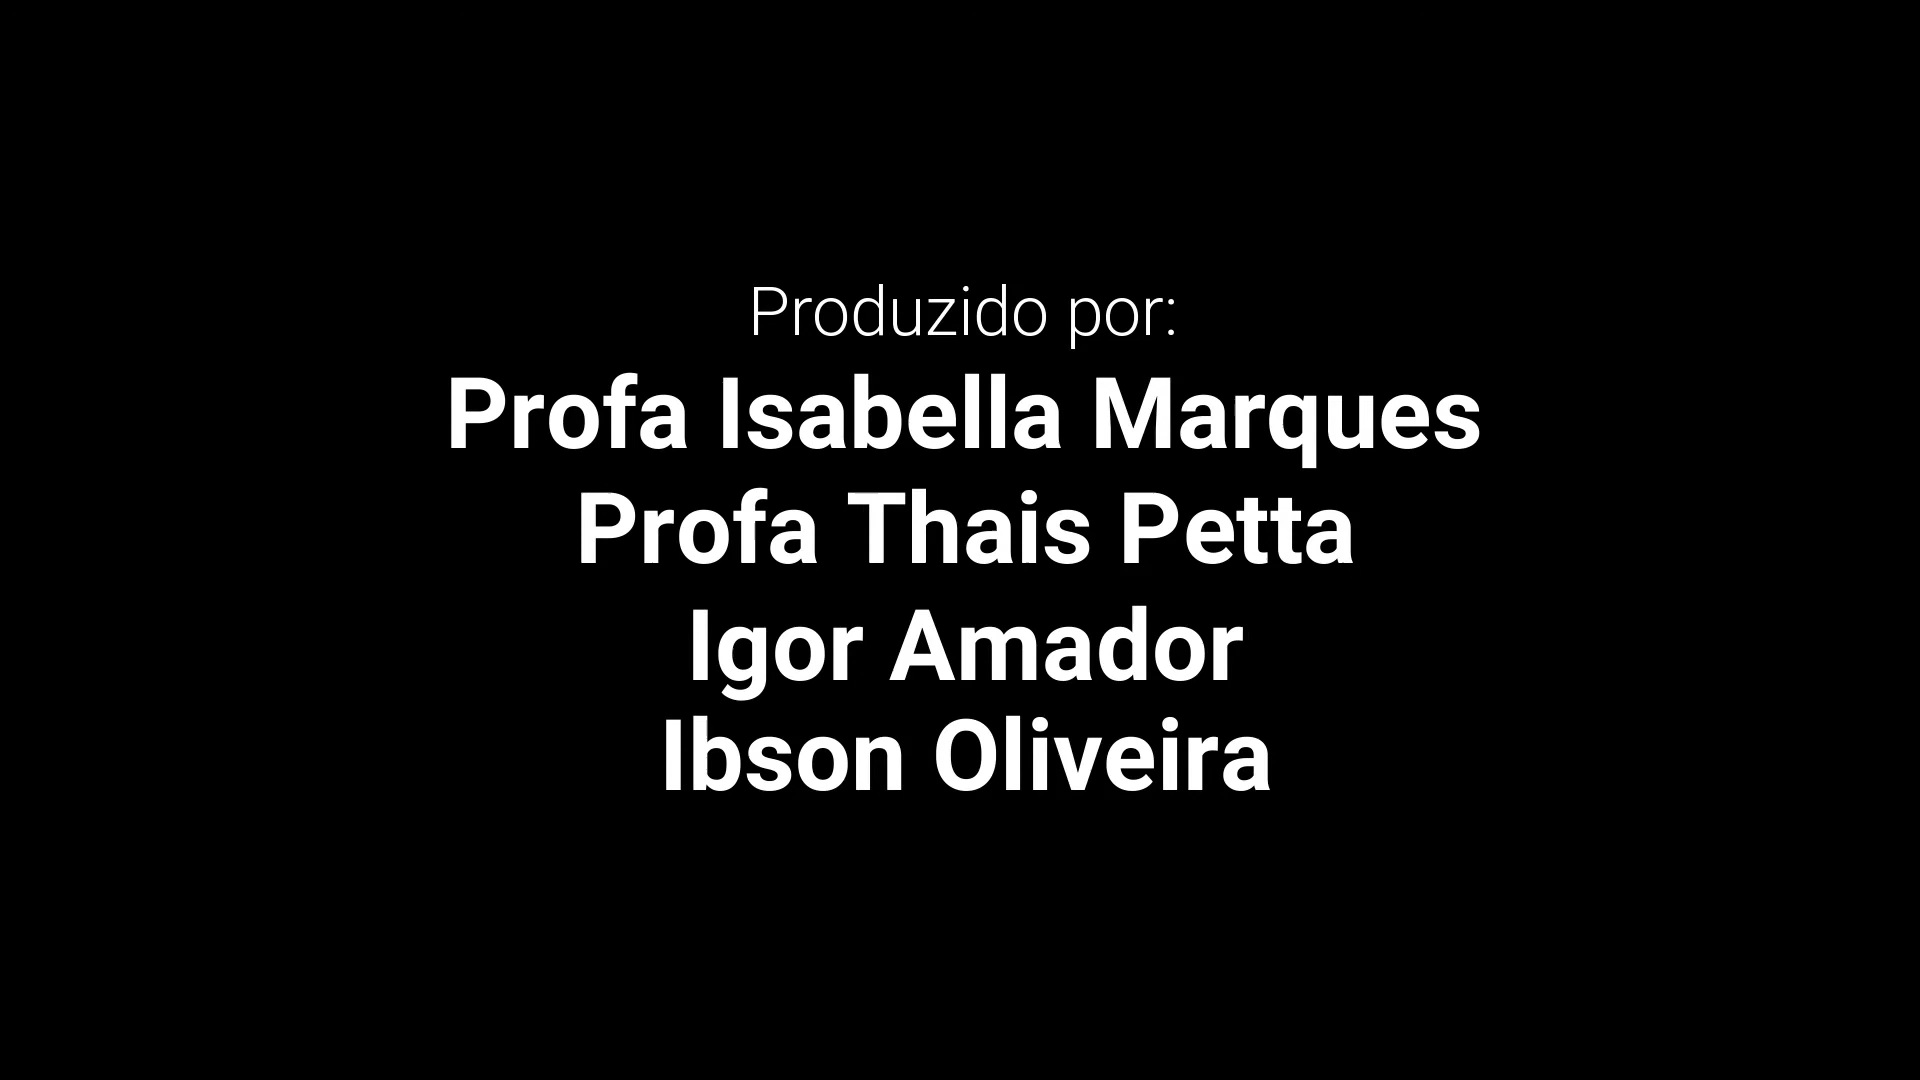 Produzido por:
Profa Isabella Marques
Profa Thais Petta
Igor Amador
Ibson Oliveira